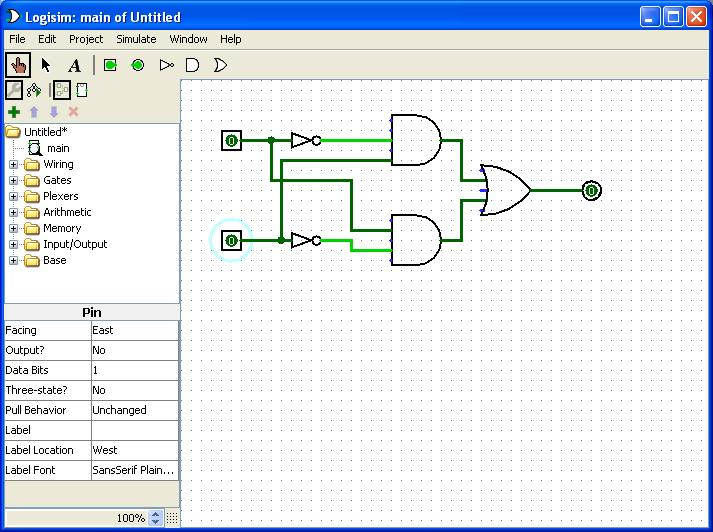 Logisim: main of Untitled
File Edit Project Simulate Window Help
A
Untitled*
main
Wiring
Gates
Plexers
Arithmetic
Memory
Input/Output
Base
Pin
Facing East
Output? No
Data Bits 1
Three-state? No
Pull Behavior Unchanged
Label
Label Location West
Label Font SansSerif Plain...
100%
0
0
0